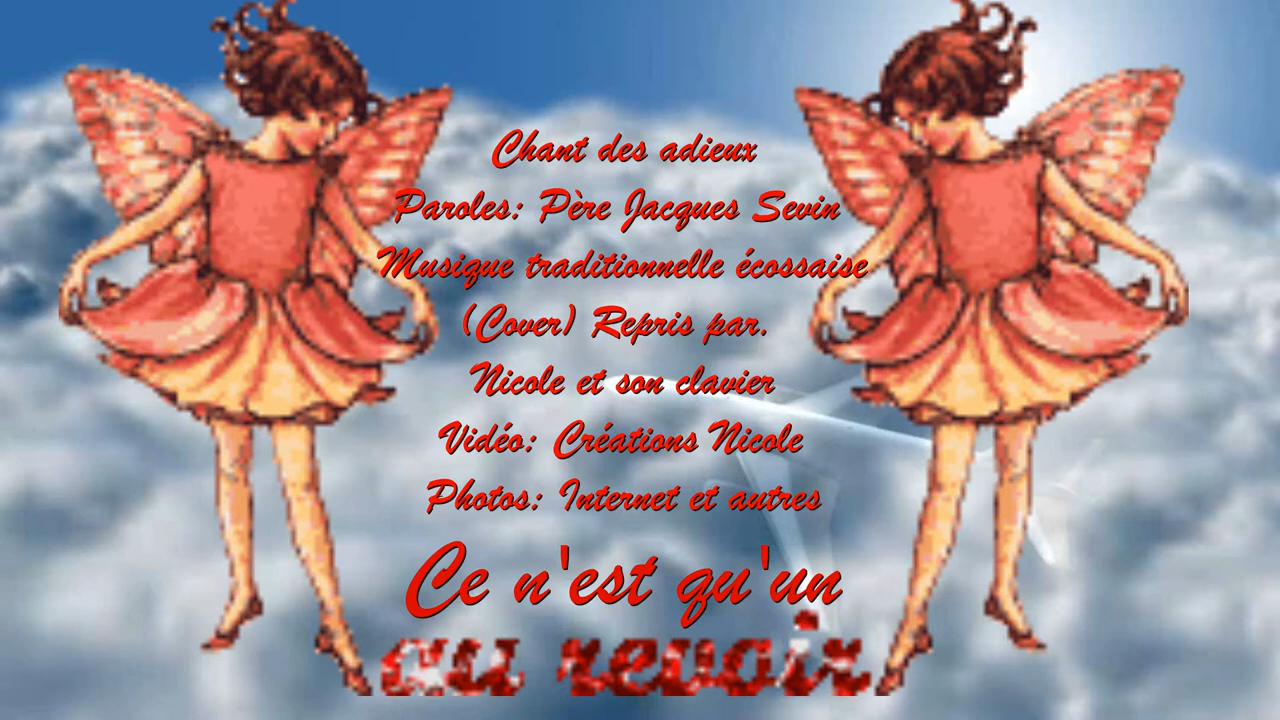 Chant des adieux
Paroles: Père Jacques Sevin
Musique traditionnelle écossaise
(Cover) Repris par.
Nicole et son clavier
Vidéo: Créations Nicole
Photos: Internet et autres
Ce n'est qu'un
au revoir